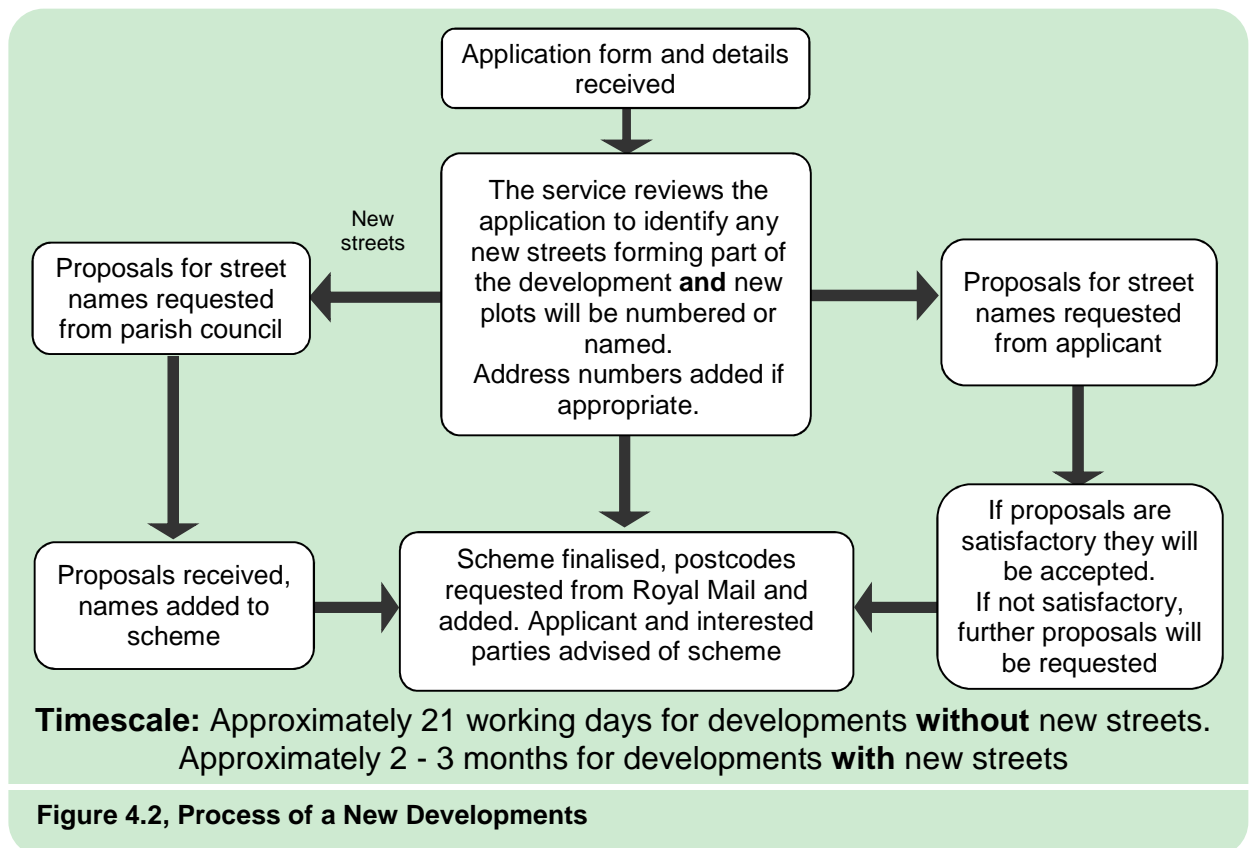 Application form and details
received
The service reviews the
application to identify any
new streets forming part of
the development and new
plots will be numbered or
named.
Address numbers added if
appropriate.
New
streets
Proposals for street
names requested
from parish council
Proposals for street
names requested
from applicant
Proposals received,
names added to
scheme
Scheme finalised, postcodes
requested from Royal Mail and
added. Applicant and interested
parties advised of scheme
If proposals are
satisfactory they will
be accepted.
If not satisfactory,
further proposals will
be requested
Timescale: Approximately 21 working days for developments without new streets.
Approximately 2 - 3 months for developments with new streets
Figure 4.2, Process of a New Developments